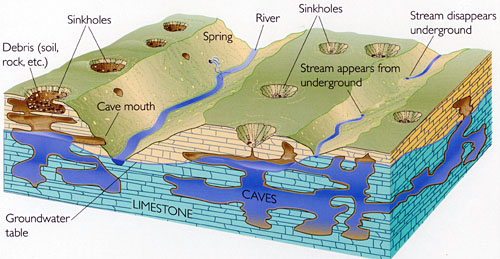 Sinkholes
River
Sinkholes
Stream disappears
underground
Debris (soil,
rock, etc.)
Spring
Stream appears from
underground
Cave mouth
Groundwater
table
LIMESTONE
CAVES